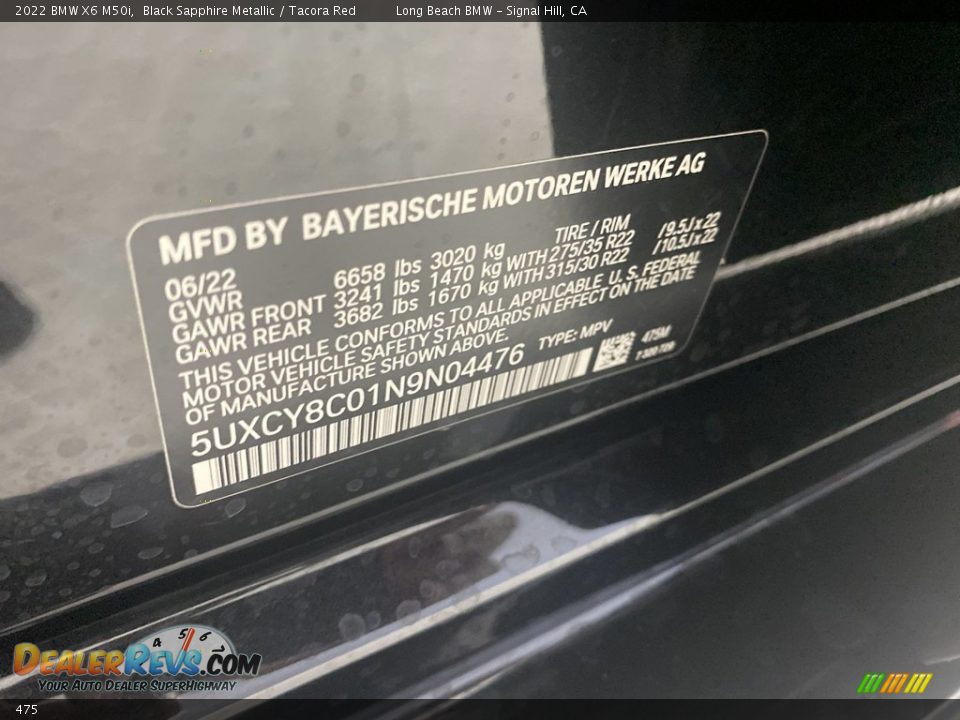 2022 BMW X6 M50i, Black Sapphire Metallic / Tacora Red Long Beach BMW - Signal Hill, CA
MFD BY BAYERISCHE MOTOREN WERKE AG
06/22 TIRE / RIM
GVWR 6658 lbs 3020 kg
GAWR FRONT 3241 lbs 1470 kg WITH 275/35 R22 /9.5J x 22
GAWR REAR 3682 lbs 1670 kg WITH 315/30 R22 /10.5J x 22
THIS VEHICLE CONFORMS TO ALL APPLICABLE U.S. FEDERAL
MOTOR VEHICLE SAFETY STANDARDS IN EFFECT ON THE DATE
OF MANUFACTURE SHOWN ABOVE.
5UXCY8C01N9N04476 TYPE: MPV
475M
4 5 6
DealerRevs.com
Your Auto Dealer SuperHighway
475